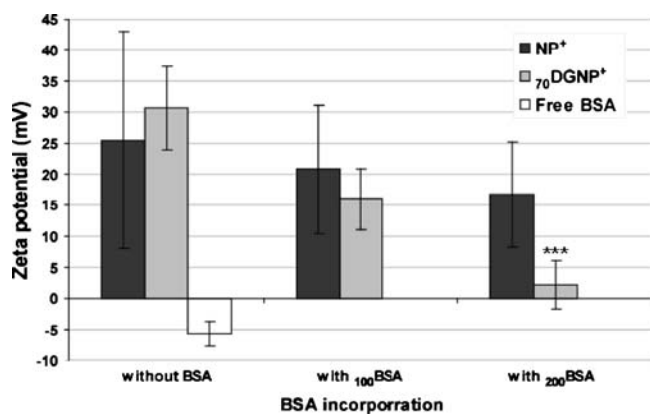 45
40
35
30
25
20
15
10
5
0
-5
-10
Zeta potential (mV)
NP⁺
₇₀DGNP⁺
Free BSA
***
without BSA
with ₁₀₀BSA
with ₂₀₀BSA
BSA incorporration